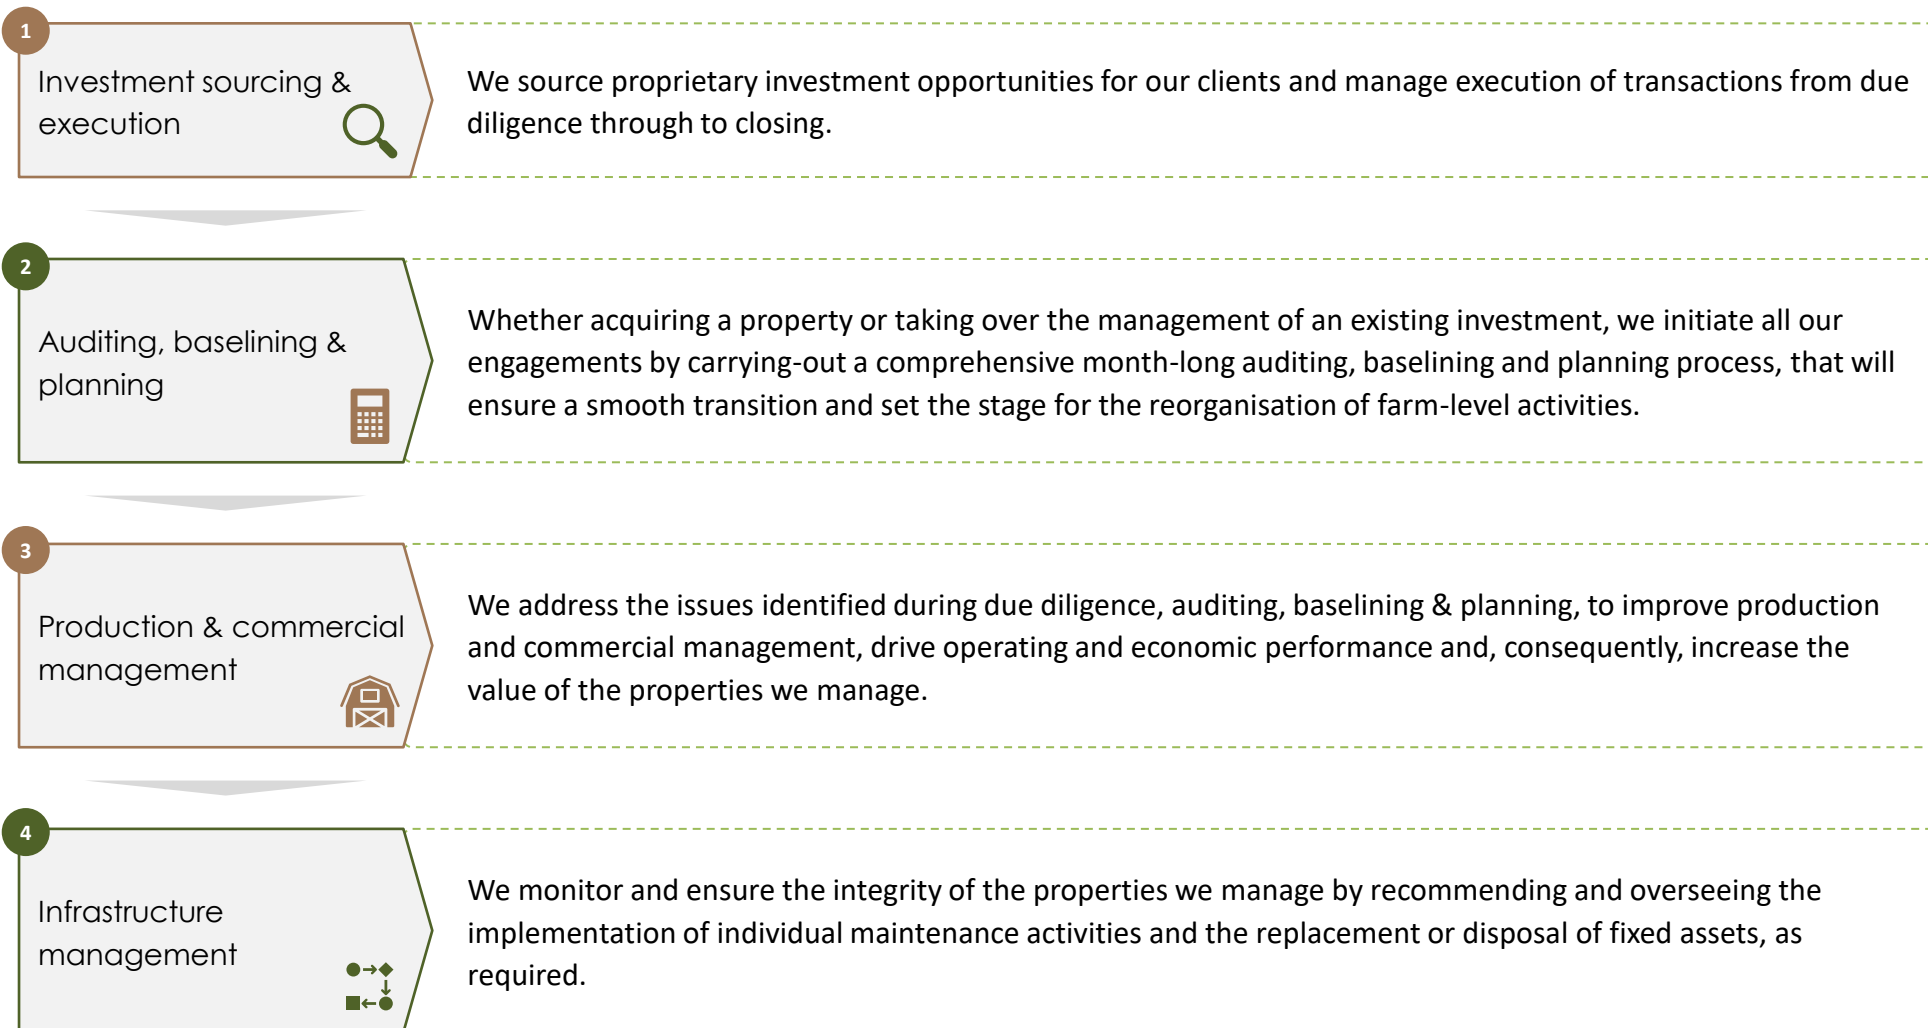 1
Investment sourcing &
execution
We source proprietary investment opportunities for our clients and manage execution of transactions from due
diligence through to closing.
2
Auditing, baselining &
planning
Whether acquiring a property or taking over the management of an existing investment, we initiate all our
engagements by carrying-out a comprehensive month-long auditing, baselining and planning process, that will
ensure a smooth transition and set the stage for the reorganisation of farm-level activities.
3
Production & commercial
management
We address the issues identified during due diligence, auditing, baselining & planning, to improve production
and commercial management, drive operating and economic performance and, consequently, increase the
value of the properties we manage.
4
Infrastructure
management
We monitor and ensure the integrity of the properties we manage by recommending and overseeing the
implementation of individual maintenance activities and the replacement or disposal of fixed assets, as
required.